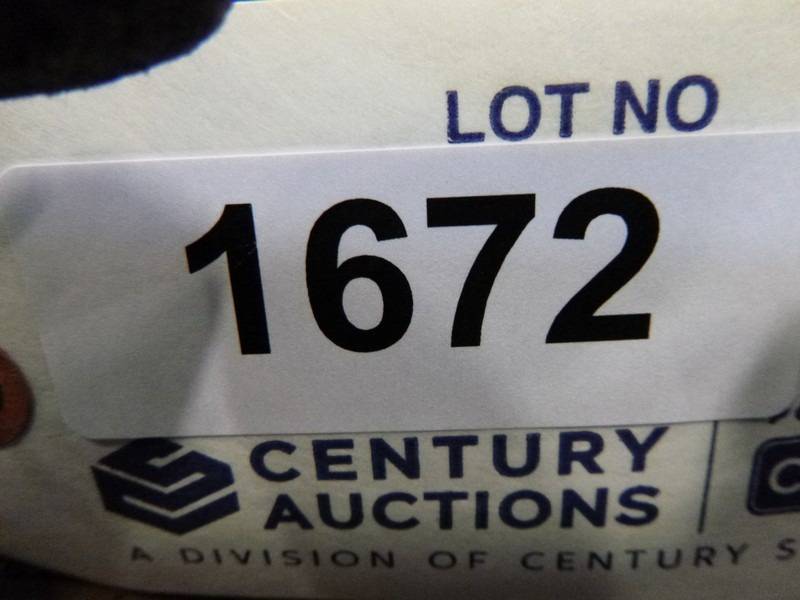 LOT NO
1672
CENTURY
AUCTIONS
A DIVISION OF CENTURY